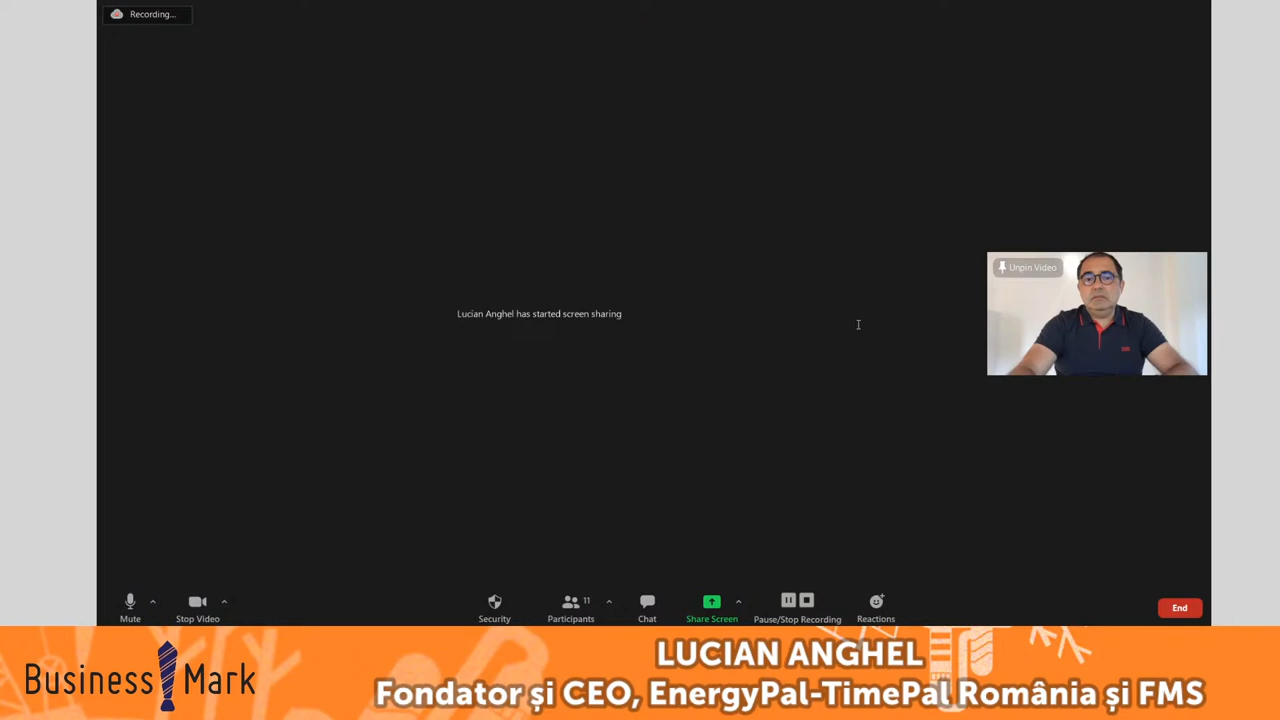 Recording...
Unpin Video
Lucian Anghel has started screen sharing
Mute
Stop Video
Security
11
Participants
Chat
Share Screen
Pause/Stop Recording
Reactions
End
Business Mark
LUCIAN ANGHEL
Fondator și CEO, EnergyPal-TimePal România și FMS